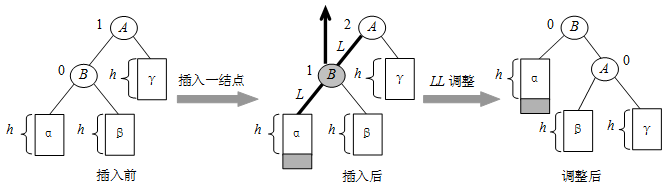 1 A
0 B
h γ
h α
h β
插入前
插入一结点
2 A
L
1 B
L
h γ
h α
h β
插入后
LL 调整
0 B
h α
A 0
h β
h γ
调整后